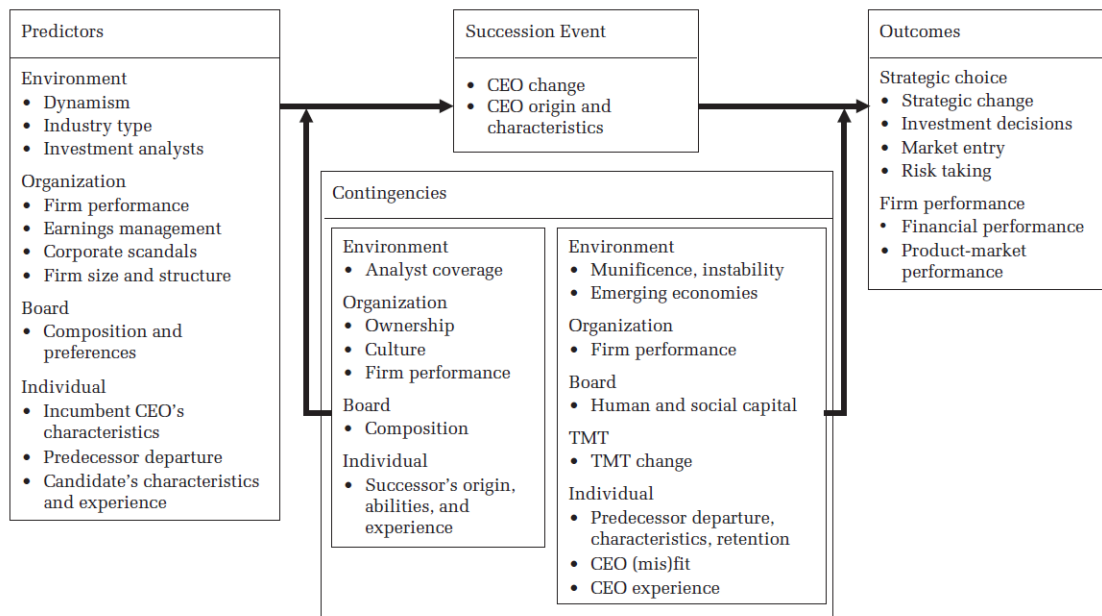 Predictors
Environment
• Dynamism
• Industry type
• Investment analysts
Organization
• Firm performance
• Earnings management
• Corporate scandals
• Firm size and structure
Board
• Composition and
preferences
Individual
• Incumbent CEO's
characteristics
• Predecessor departure
• Candidate's characteristics
and experience
Succession Event
• CEO change
• CEO origin and
characteristics
Contingencies
Environment
• Analyst coverage
Organization
• Ownership
• Culture
• Firm performance
Board
• Composition
Individual
• Successor's origin,
abilities, and
experience
Environment
• Munificence, instability
• Emerging economies
Organization
• Firm performance
Board
• Human and social capital
TMT
• TMT change
Individual
• Predecessor departure,
characteristics, retention
• CEO (mis)fit
• CEO experience
Outcomes
Strategic choice
• Strategic change
• Investment decisions
• Market entry
• Risk taking
Firm performance
• Financial performance
• Product-market
performance